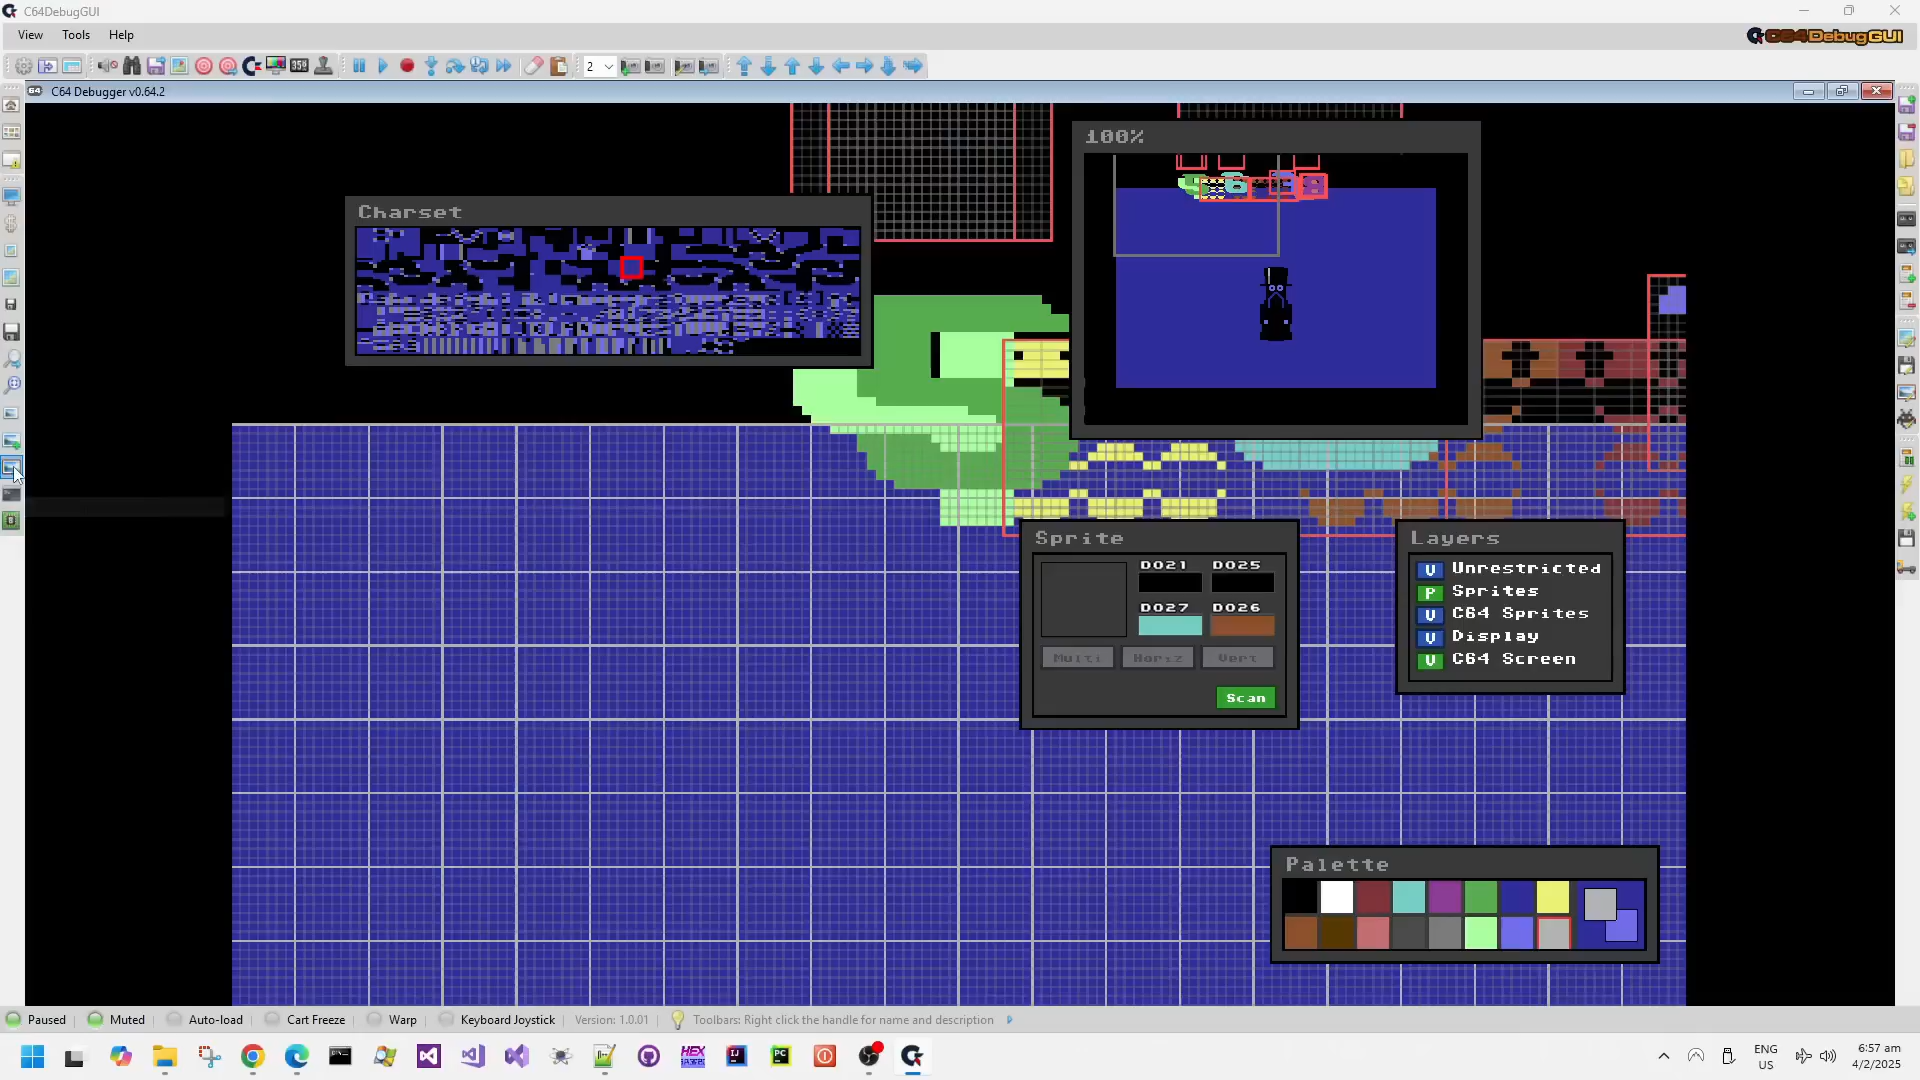 C64DebugGUI
View Tools Help
C64DebugGUI
2
C64 Debugger v0.64.2
100%
Charset
Sprite
D021 D025
D027 D026
Multi Horiz Vert
Scan
Layers
V Unrestricted
P Sprites
V C64 Sprites
V Display
V C64 Screen
Palette
Paused Muted Auto-load Cart Freeze Warp Keyboard Joystick Version: 1.0.01 Toolbars: Right click the handle for name and description
ENG
US
6:57 am
4/2/2025